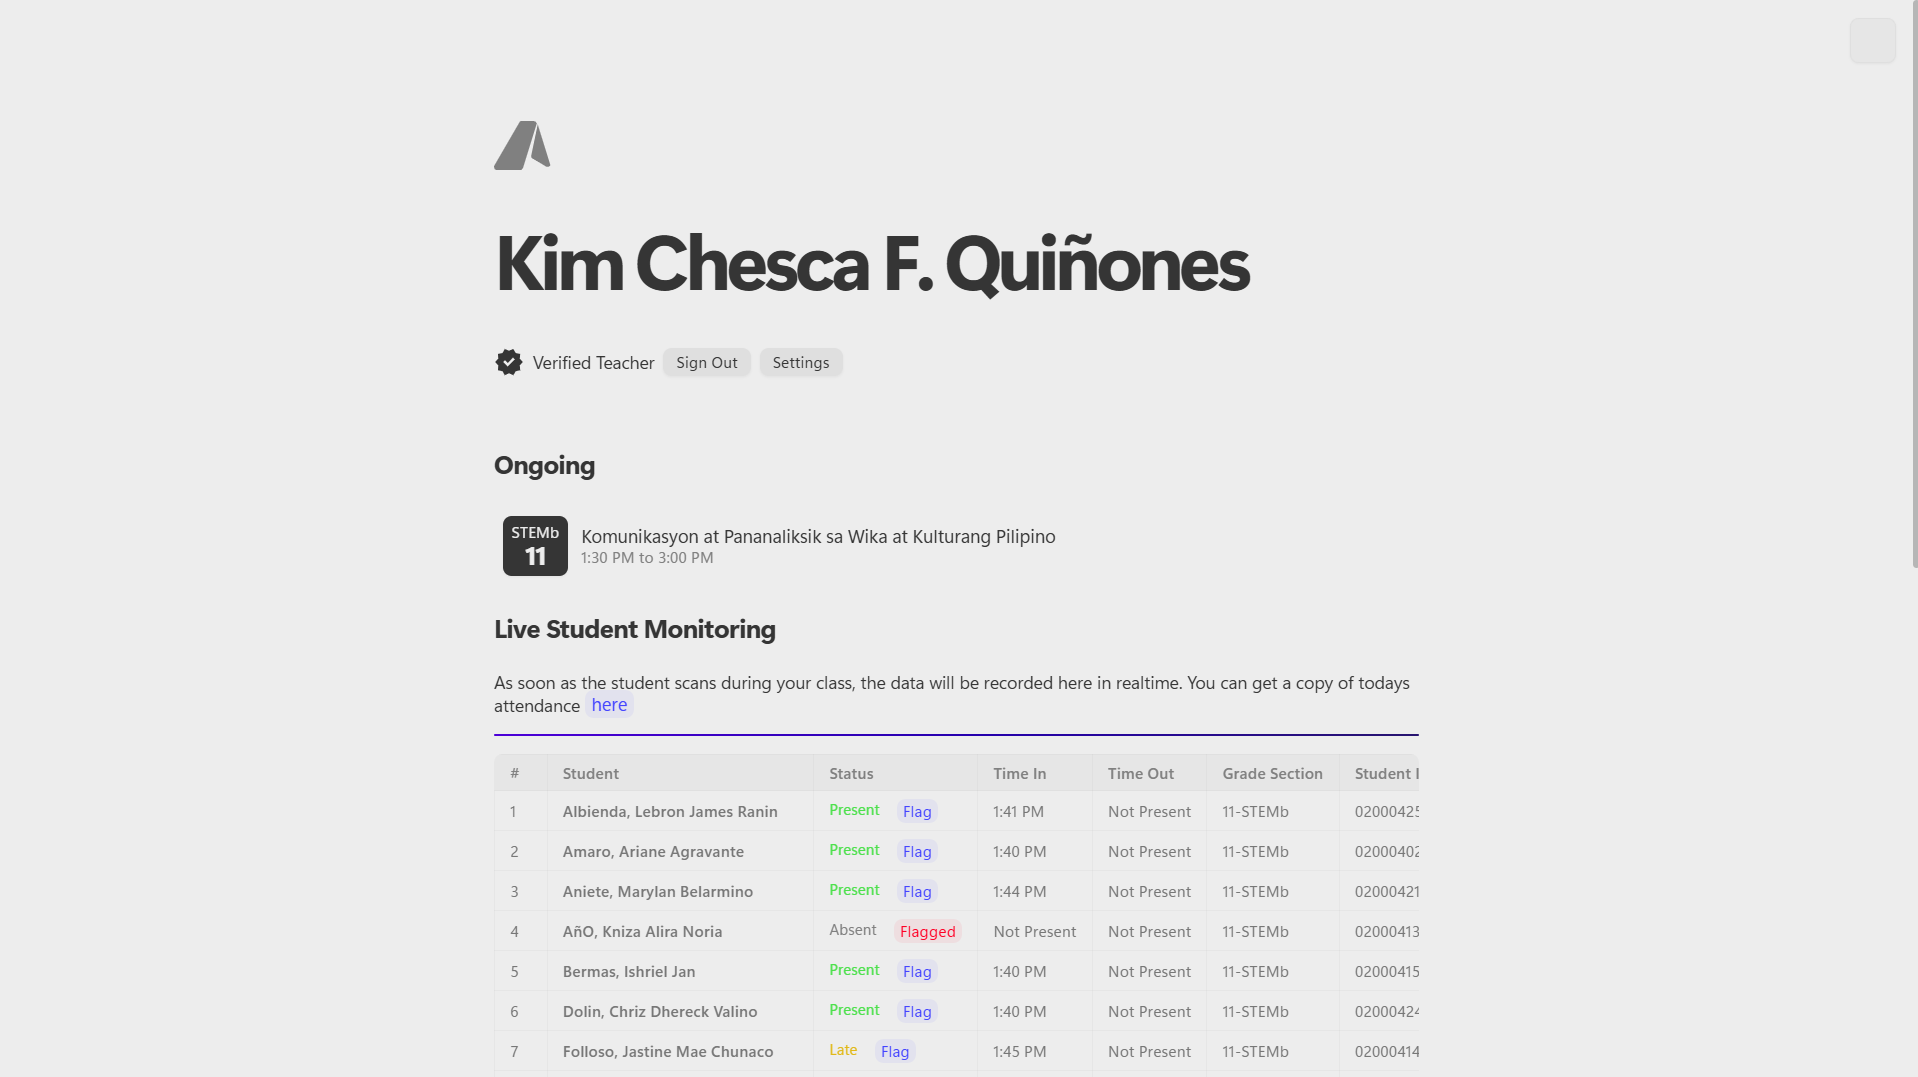 Kim Chesca F. Quiñones
Verified Teacher Sign Out Settings
Ongoing
STEMb
11
Komunikasyon at Pananaliksik sa Wika at Kulturang Pilipino
1:30 PM to 3:00 PM
Live Student Monitoring
As soon as the student scans during your class, the data will be recorded here in realtime. You can get a copy of todays
attendance here
# Student Status Time In Time Out Grade Section Student
1 Albienda, Lebron James Ranin Present Flag 1:41 PM Not Present 11-STEMb 02000425
2 Amaro, Ariane Agravante Present Flag 1:40 PM Not Present 11-STEMb 02000402
3 Aniete, Marylan Belarmino Present Flag 1:44 PM Not Present 11-STEMb 02000421
4 AñO, Kniza Alira Noria Absent Flagged Not Present Not Present 11-STEMb 02000413
5 Bermas, Ishriel Jan Present Flag 1:40 PM Not Present 11-STEMb 02000415
6 Dolin, Chriz Dhereck Valino Present Flag 1:40 PM Not Present 11-STEMb 02000424
7 Folloso, Jastine Mae Chunaco Late Flag 1:45 PM Not Present 11-STEMb 02000414